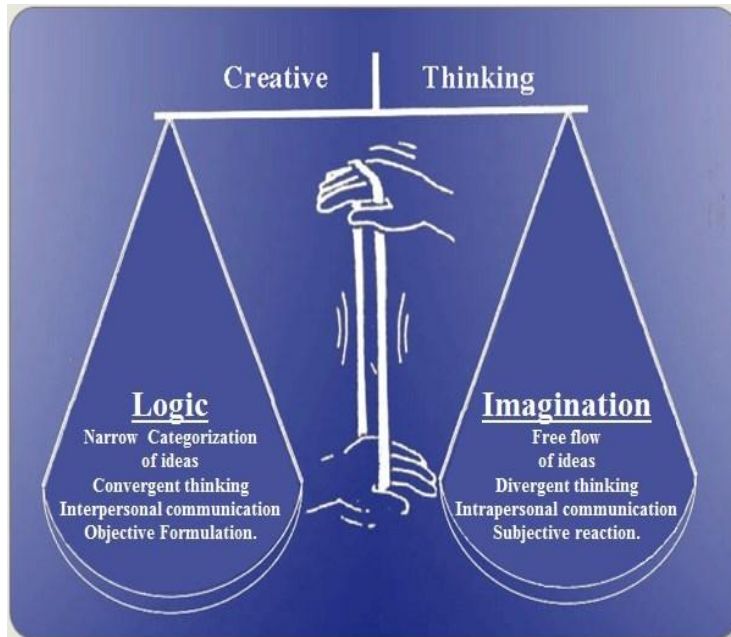 Creative Thinking
Logic
Narrow Categorization
of ideas
Convergent thinking
Interpersonal communication
Objective Formulation.
Imagination
Free flow
of ideas
Divergent thinking
Intrapersonal communication
Subjective reaction.